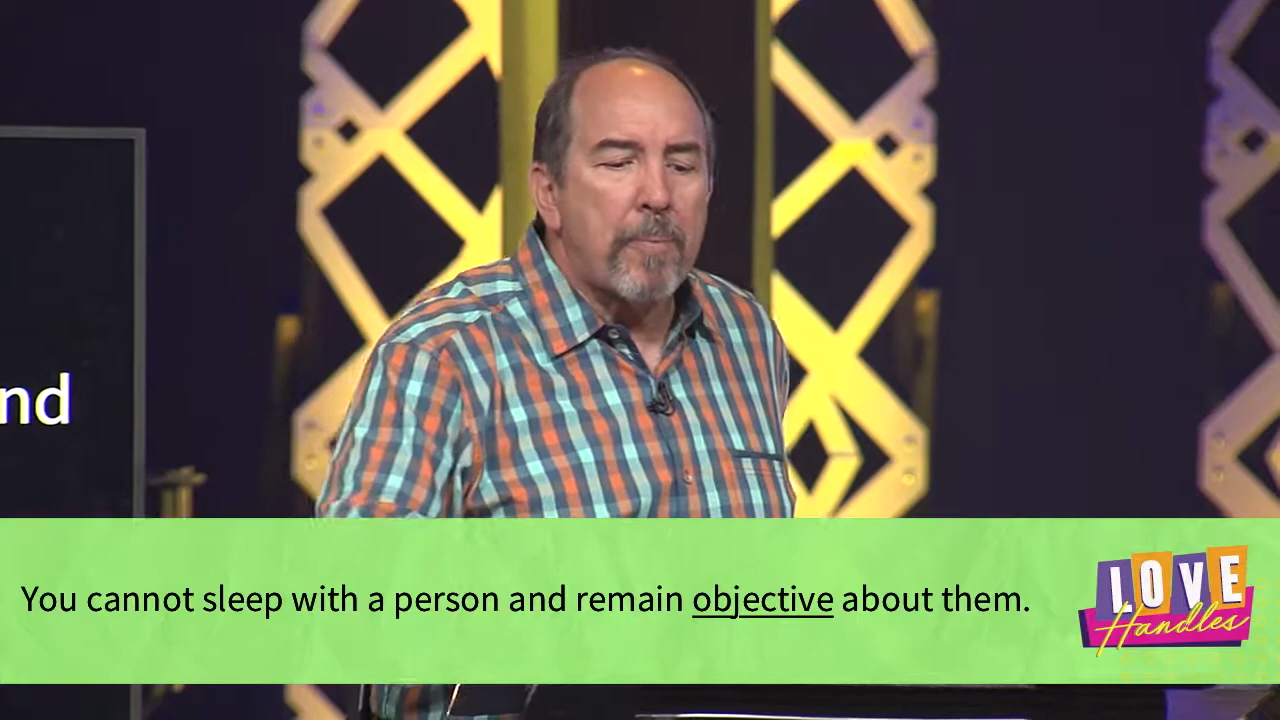 nd
You cannot sleep with a person and remain objective about them.
LOVE
Handles